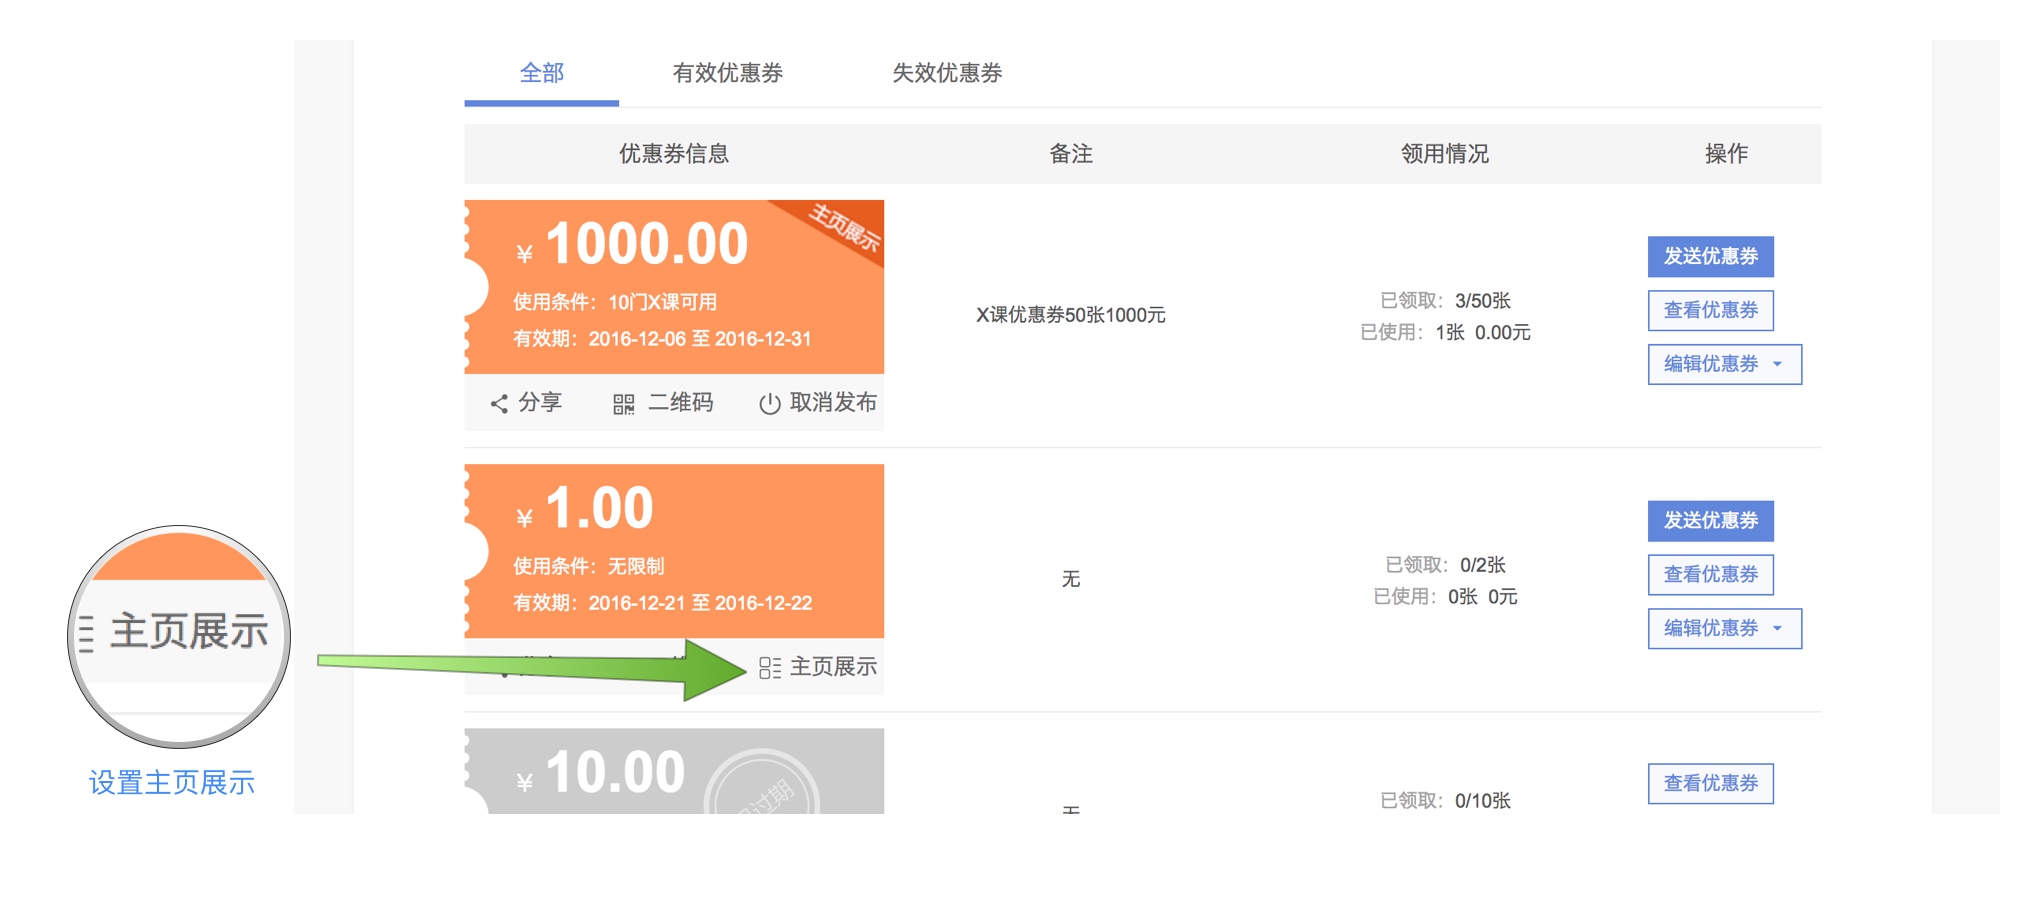 全部 有效优惠券 失效优惠券
优惠券信息 备注 领用情况 操作
主页展示
¥ 1000.00
使用条件：10门X课可用
有效期：2016-12-06 至 2016-12-31
分享 二维码 取消发布
X课优惠券50张1000元
已领取：3/50张
已使用：1张 0.00元
发送优惠券
查看优惠券
编辑优惠券
¥ 1.00
使用条件：无限制
有效期：2016-12-21 至 2016-12-22
主页展示
无
已领取：0/2张
已使用：0张 0元
发送优惠券
查看优惠券
编辑优惠券
主页展示
设置主页展示
¥ 10.00
过期
已领取：0/10张
查看优惠券